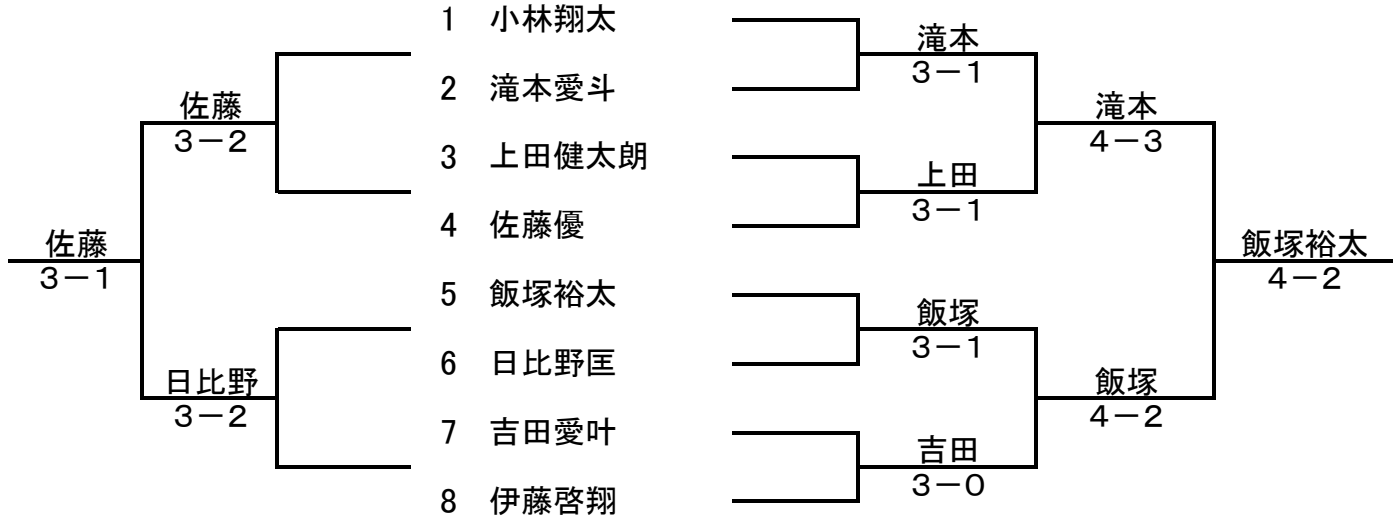 1 小林翔太
2 滝本愛斗
3 上田健太朗
4 佐藤優
5 飯塚裕太
6 日比野匡
7 吉田愛叶
8 伊藤啓翔
佐藤
3－2
佐藤
3－1
日比野
3－2
滝本
3－1
上田
3－1
飯塚
3－1
吉田
3－0
滝本
4－3
飯塚
4－2
飯塚裕太
4－2